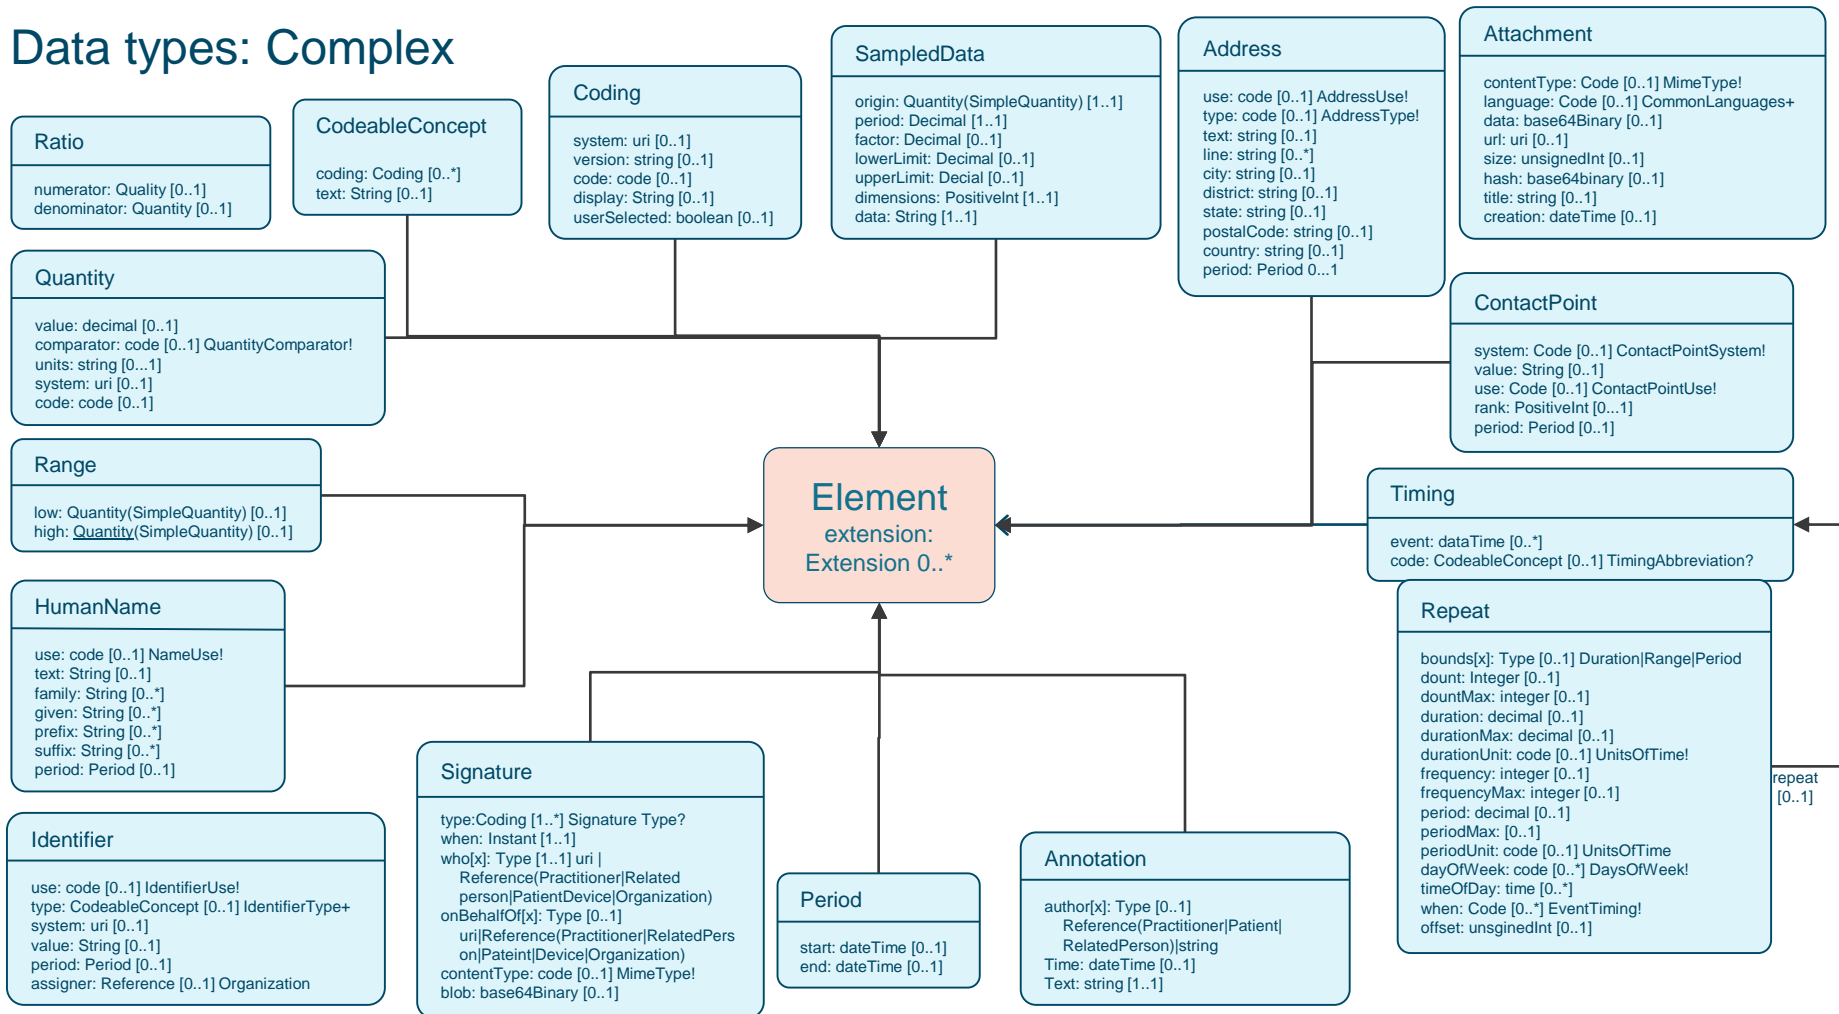 Data types: Complex
Ratio
numerator: Quality [0..1]
denominator: Quantity [0..1]
CodeableConcept
coding: Coding [0..*]
text: String [0..1]
Coding
system: uri [0..1]
version: string [0..1]
code: code [0..1]
display: String [0..1]
userSelected: boolean [0..1]
SampledData
origin: Quantity(SimpleQuantity) [1..1]
period: Decimal [1..1]
factor: Decimal [0..1]
lowerLimit: Decimal [0..1]
upperLimit: Decial [0..1]
dimensions: PositiveInt [1..1]
data: String [1..1]
Address
use: code [0..1] AddressUse!
type: code [0..1] AddressType!
text: string [0..1]
line: string [0..*]
city: string [0..1]
district: string [0..1]
state: string [0..1]
postalCode: string [0..1]
country: string [0..1]
period: Period 0...1
Attachment
contentType: Code [0..1] MimeType!
language: Code [0..1] CommonLanguages+
data: base64Binary [0..1]
url: uri [0..1]
size: unsignedInt [0..1]
hash: base64binary [0..1]
title: string [0..1]
creation: dateTime [0..1]
Quantity
value: decimal [0..1]
comparator: code [0..1] QuantityComparator!
units: string [0...1]
system: uri [0..1]
code: code [0..1]
ContactPoint
system: Code [0..1] ContactPointSystem!
value: String [0..1]
use: Code [0..1] ContactPointUse!
rank: PositiveInt [0...1]
period: Period [0..1]
Range
low: Quantity(SimpleQuantity) [0..1]
high: Quantity(SimpleQuantity) [0..1]
Element
extension:
Extension 0..*
Timing
event: dataTime [0..*]
code: CodeableConcept [0..1] TimingAbbreviation?
HumanName
use: code [0..1] NameUse!
text: String [0..1]
family: String [0..*]
given: String [0..*]
prefix: String [0..*]
suffix: String [0..*]
period: Period [0..1]
Repeat
bounds[x]: Type [0..1] Duration|Range|Period
dount: Integer [0..1]
dountMax: integer [0..1]
duration: decimal [0..1]
durationMax: decimal [0..1]
durationUnit: code [0..1] UnitsOfTime!
frequency: integer [0..1]
frequencyMax: integer [0..1]
period: decimal [0..1]
periodMax: [0..1]
periodUnit: code [0..1] UnitsOfTime
dayOfWeek: code [0..*] DaysOfWeek!
timeOfDay: time [0..*]
when: Code [0..*] EventTiming!
offset: unsginedInt [0..1]
repeat
[0..1]
Identifier
use: code [0..1] IdentifierUse!
type: CodeableConcept [0..1] IdentifierType+
system: uri [0..1]
value: String [0..1]
period: Period [0..1]
assigner: Reference [0..1] Organization
Signature
type:Coding [1..*] Signature Type?
when: Instant [1..1]
who[x]: Type [1..1] uri |
Reference(Practitioner|Related
person|PatientDevice|Organization)
onBehalfOf[x]: Type [0..1]
uri|Reference(Practitioner|RelatedPers
on|Pateint|Device|Organization)
contentType: code [0..1] MimeType!
blob: base64Binary [0..1]
Period
start: dateTime [0..1]
end: dateTime [0..1]
Annotation
author[x]: Type [0..1]
Reference(Practitioner|Patient|
RelatedPerson)|string
Time: dateTime [0..1]
Text: string [1..1]